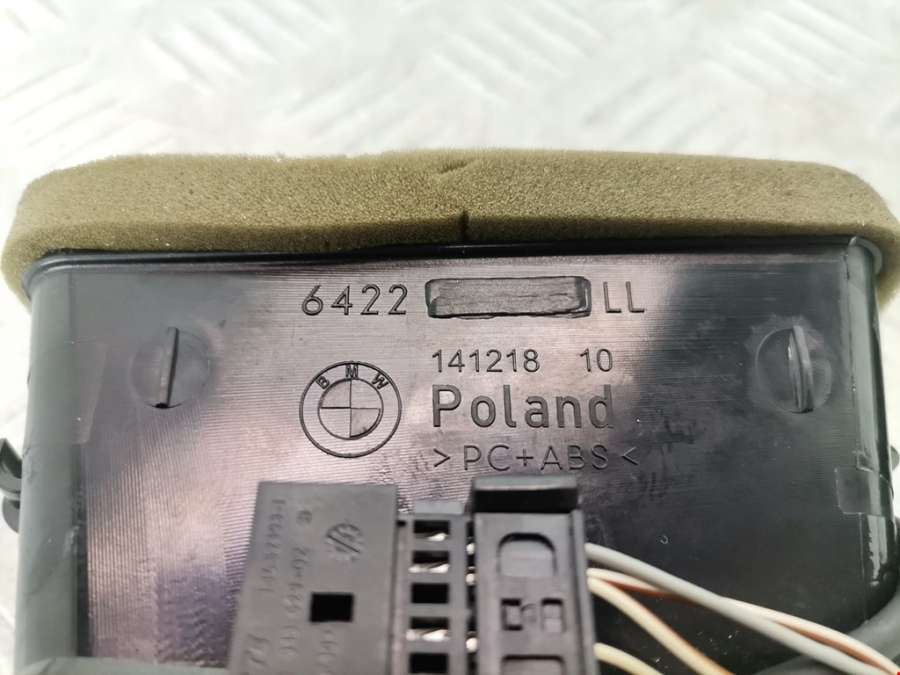 6422 LL
141218 10
BMW
Poland
>PC+ABS<